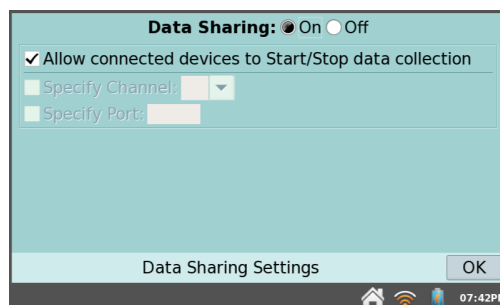 Data Sharing: On Off
Allow connected devices to Start/Stop data collection
Specify Channel:
Specify Port:
Data Sharing Settings OK
07:42P